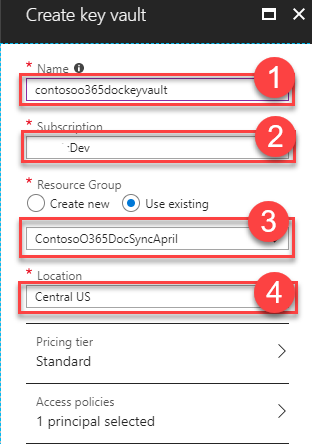 Create key vault
* Name
1
contosoo365dockeyvault
* Subscription
2
Dev
* Resource Group
Create new Use existing
3
ContosoO365DocSyncApril
* Location
4
Central US
Pricing tier
Standard
Access policies
1 principal selected